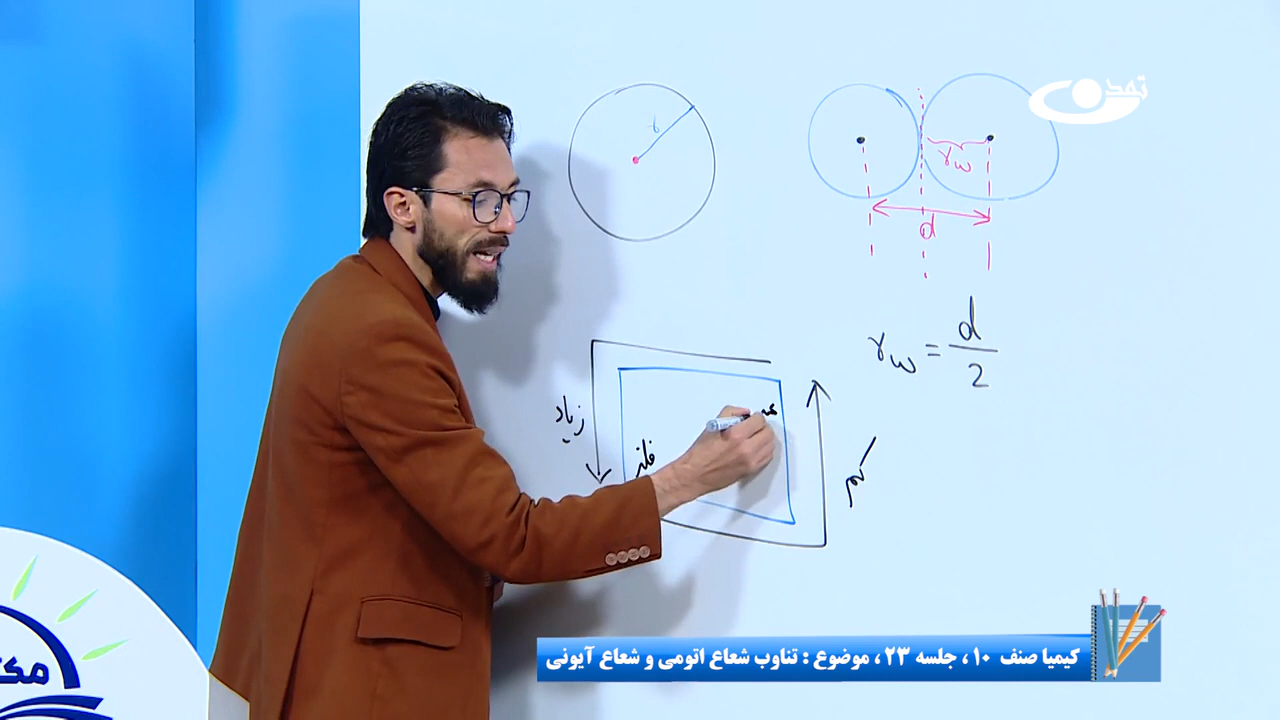 تمدن
r
rw
d
rw = d/2
زیاد
فلز
کم
کیمیا صنف ۱۰ ، جلسه ۲۳ ، موضوع : تناوب شعاع اتومی و شعاع آیونی